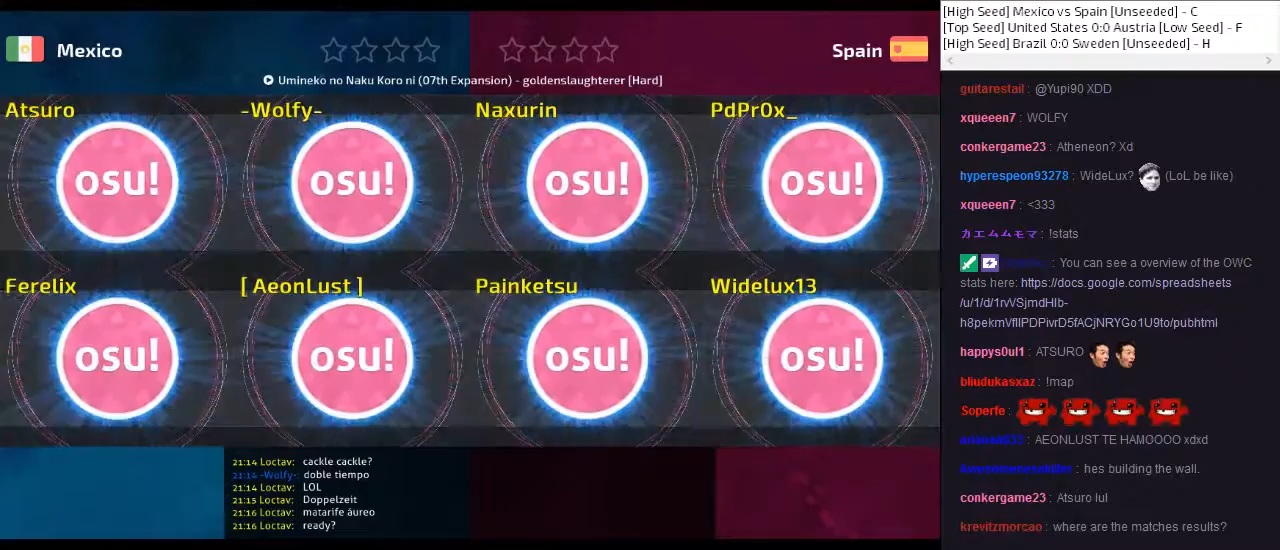 Mexico
Spain
Umineko no Naku Koro ni (07th Expansion) - goldenslaughterer [Hard]
Atsuro
-Wolfy-
Naxurin
PdPr0x_
osu!
osu!
osu!
osu!
Ferelix
[ AeonLust ]
Painketsu
Widelux13
osu!
osu!
osu!
osu!
21:14 Loctav: cackle cackle?
21:14 -Wolfy-: doble tiempo
21:14 Loctav: LOL
21:15 Loctav: Doppelzeit
21:16 Loctav: matarife áureo
21:16 Loctav: ready?
[High Seed] Mexico vs Spain [Unseeded] - C
[Top Seed] United States 0:0 Austria [Low Seed] - F
[High Seed] Brazil 0:0 Sweden [Unseeded] - H
guitarestail : @Yupi90 XDD
xqueeen7 : WOLFY
conkergame23 : Atheneon? Xd
hyperespeon93278 : WideLux? (LoL be like)
xqueeen7 : <333
カエムムモマ : !stats
: You can see a overview of the OWC
stats here: https://docs.google.com/spreadsheets
happys0ul1 : ATSURO
bliudukasxaz : !map
Soperfe :
: AEONLUST TE HAMOOOO xdxd
: hes building the wall.
conkergame23 : Atsuro lul
krevitzmorcao : where are the matches results?